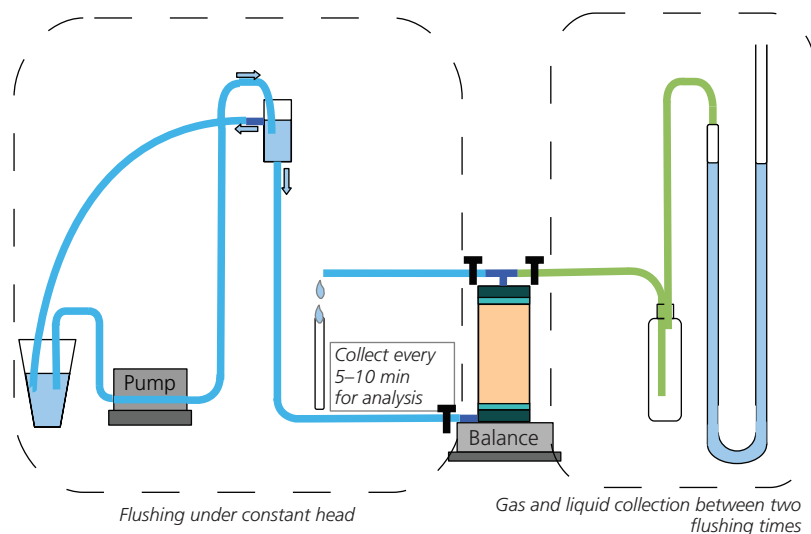 Pump
Collect every
5–10 min
for analysis
Balance
Flushing under constant head
Gas and liquid collection between two
flushing times